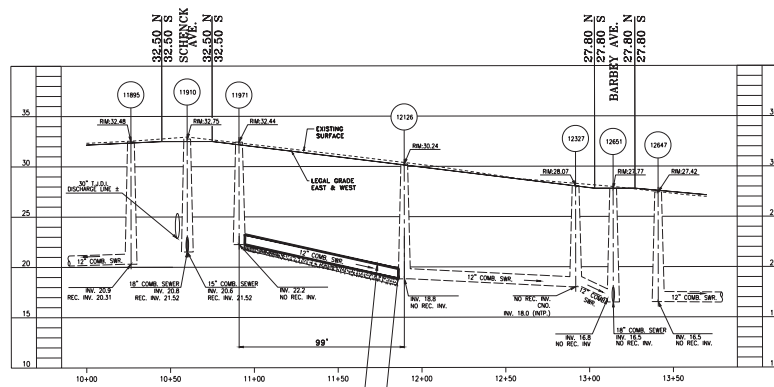 32.50 N
32.50 S
SCHENCK
AVE.
32.50 N
32.50 S
27.80 N
27.80 S
BARBEY AVE.
27.80 N
27.80 S
11895
11910
11971
12126
12327
12651
12647
35
30
25
20
15
10
RIM:32.48
RIM:32.75
RIM:32.44
EXISTING
SURFACE
RIM:30.24
RIM:28.07
RIM:27.77
RIM:27.42
30" T.J.D.I.
DISCHARGE LINE ±
LEGAL GRADE
EAST & WEST
12" COMB. SWR.
12" COMB. SWR.
12" COMB. SWR.
12" COMB.
SWR.
12" COMB. SWR.
INV. 20.9
REC. INV. 20.31
18" COMB. SEWER
INV. 20.8
REC. INV. 21.52
15" COMB. SEWER
INV. 20.6
REC. INV. 21.52
INV. 22.2
NO REC. INV.
INV. 18.8
NO REC. INV.
NO REC. INV.
CNO.
INV. 18.0 (INTP.)
INV. 16.8
NO REC. INV
18" COMB. SEWER
INV. 16.5
NO REC. INV.
INV. 16.5
NO REC. INV.
99'
10+00
10+50
11+00
11+50
12+00
12+50
13+00
13+50
3
3
2
2
1
1